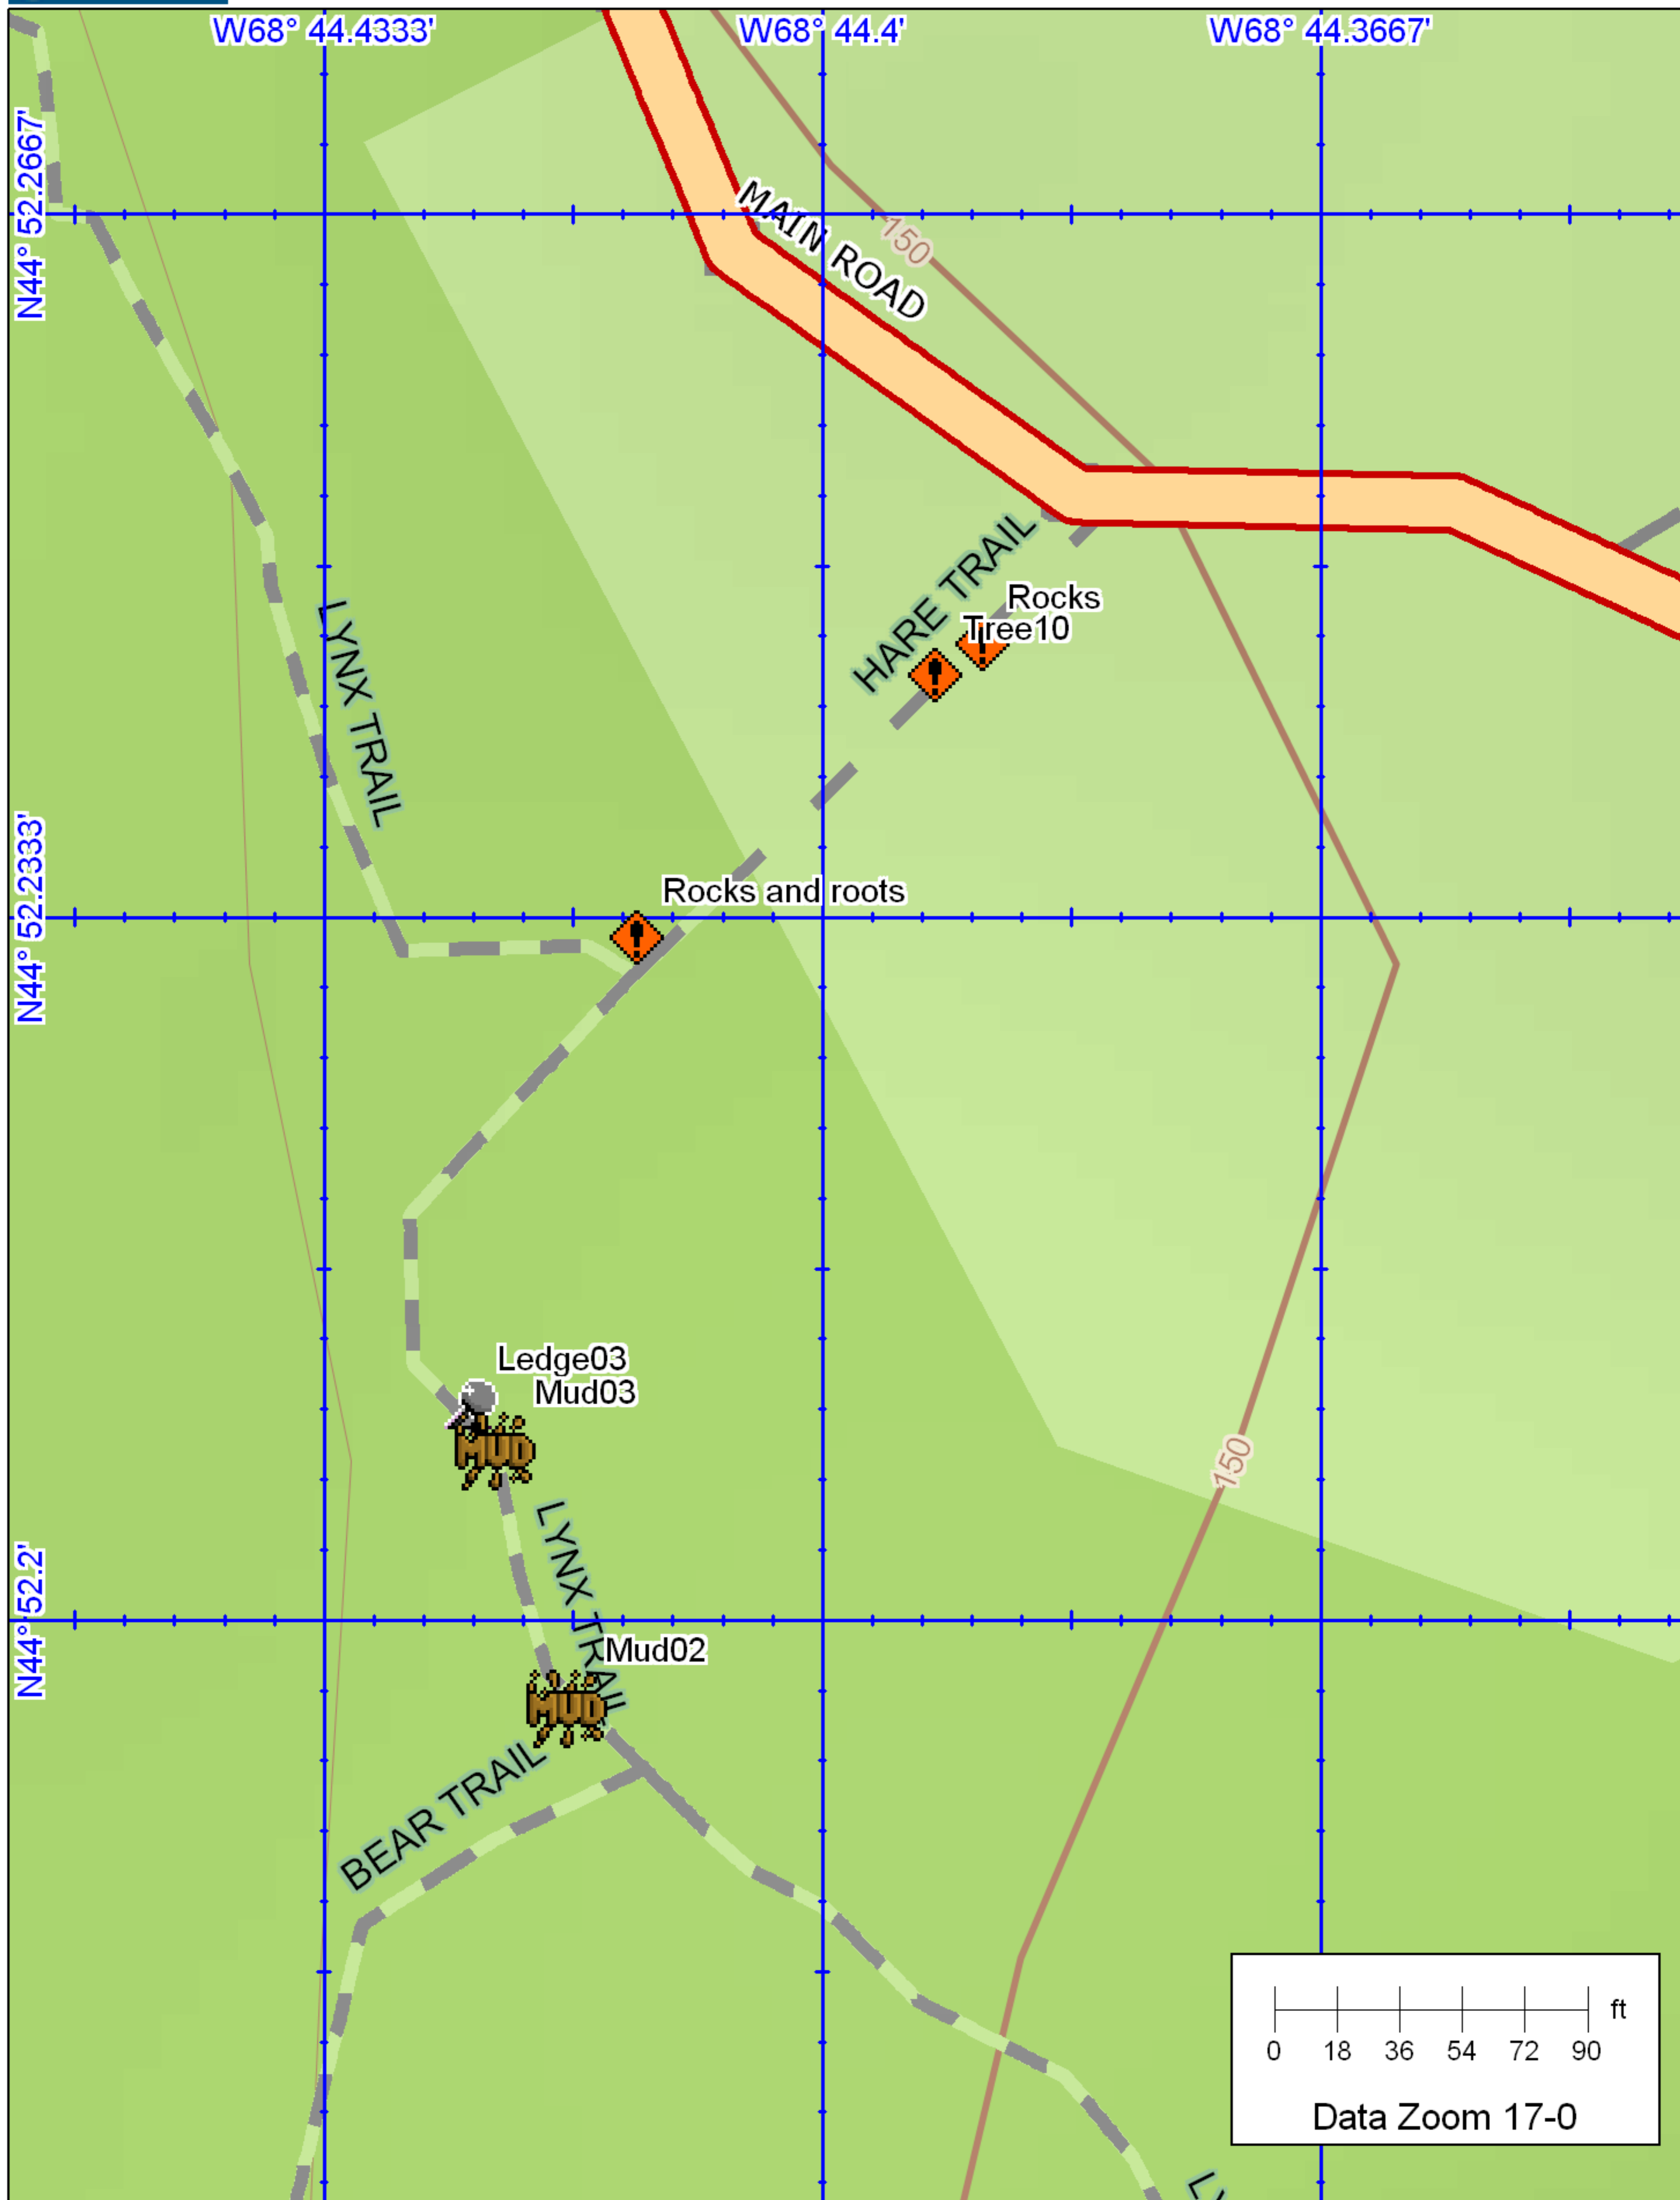 W68° 44.4333'
W68° 44.4'
W68° 44.3667'
N44° 52.2667'
MAIN ROAD
150
HARE TRAIL
Rocks
Tree10
LYNX TRAIL
N44° 52.2333'
Rocks and roots
Ledge03
Mud03
MUD
150
LYNX TRAIL
N44° 52.2'
Mud02
MUD
BEAR TRAIL
ft
0 18 36 54 72 90
Data Zoom 17-0